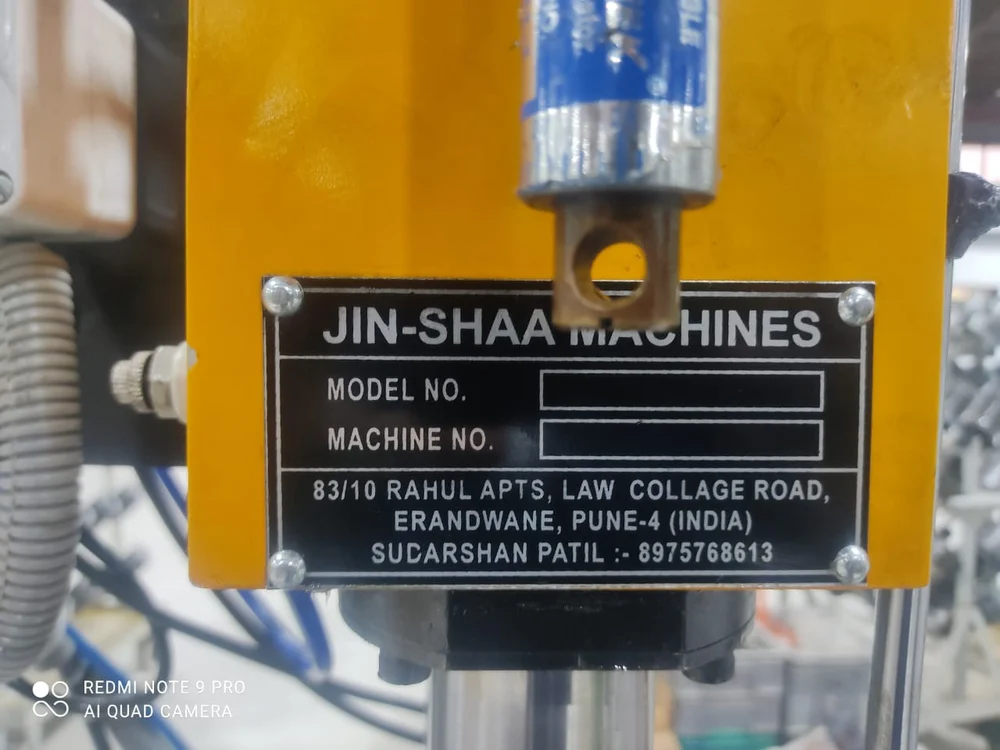 JIN-SHAA MACHINES
MODEL NO.
MACHINE NO.
83/10 RAHUL APTS, LAW COLLAGE ROAD,
ERANDWANE, PUNE-4 (INDIA)
SUDARSHAN PATIL :- 8975768613
REDMI NOTE 9 PRO
AI QUAD CAMERA